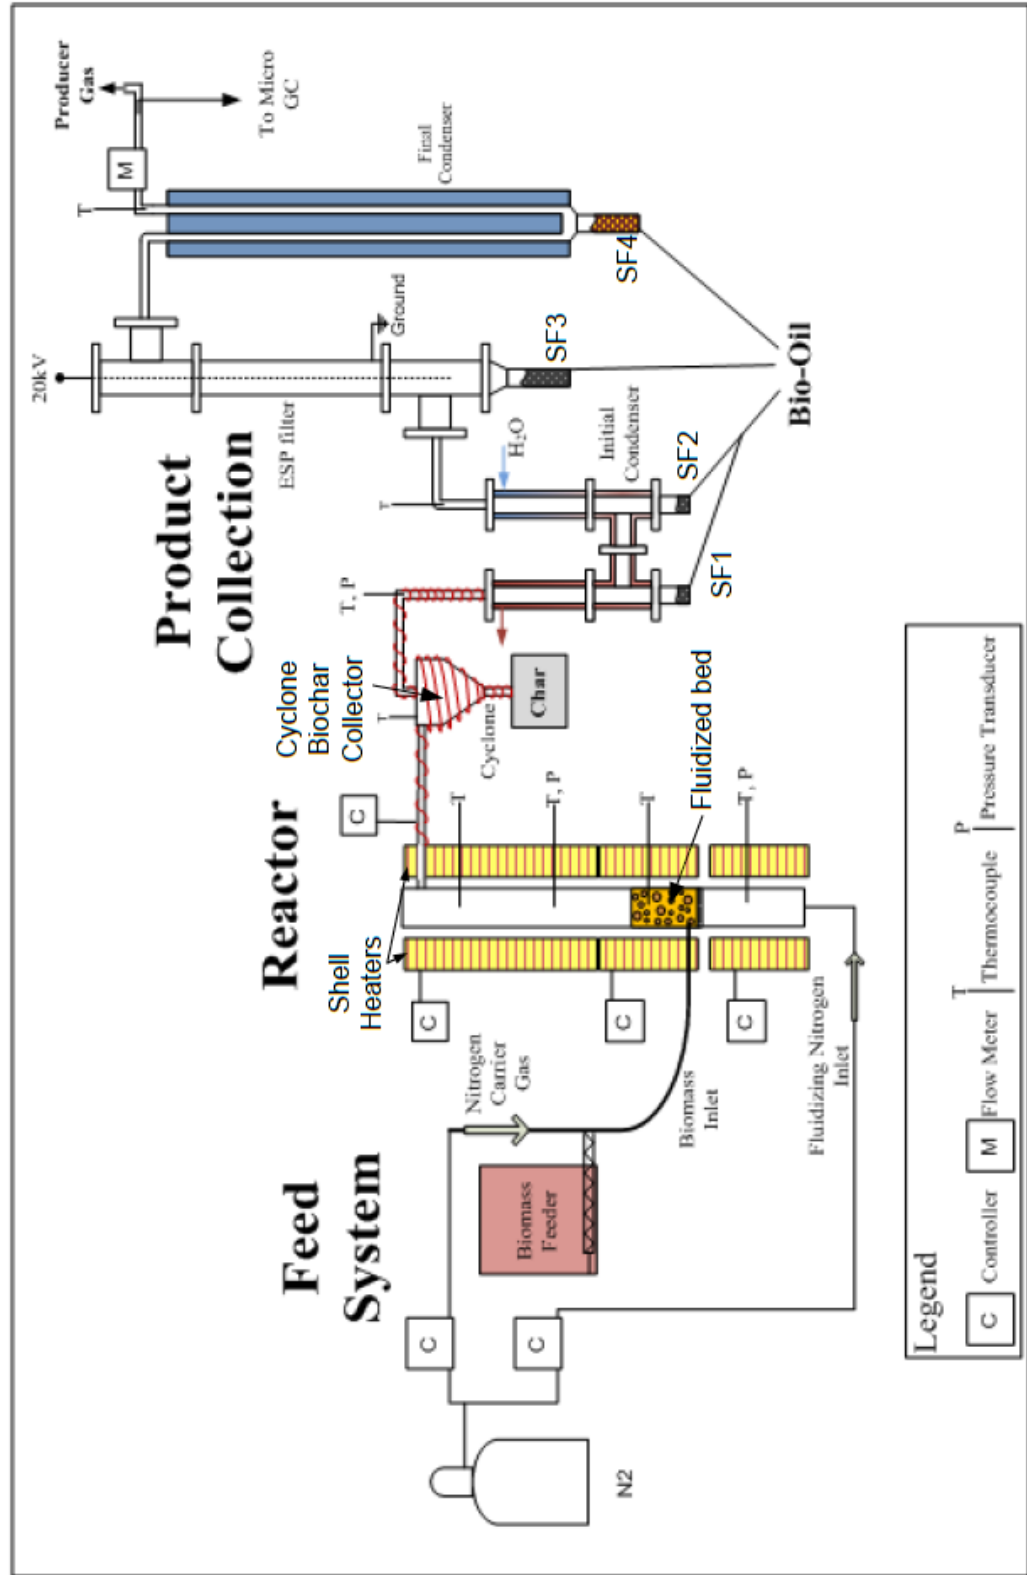 Feed
System
Reactor
Product
Collection
N2
C
C
Nitrogen
Carrier
Gas
Biomass
Feeder
Biomass
Inlet
Fluidizing Nitrogen
Inlet
Shell
Heaters
C
C
C
C
T
T, P
T
T, P
Fluidized bed
Cyclone
Biochar
Collector
T
Cyclone
Char
T, P
T
H₂O
Initial
Condenser
SF1
SF2
20kV
ESP filter
Ground
SF3
T
M
Producer
Gas
To Micro
GC
Final
Condenser
SF4
Bio-Oil
Legend
C Controller
M Flow Meter
T Thermocouple
P Pressure Transducer